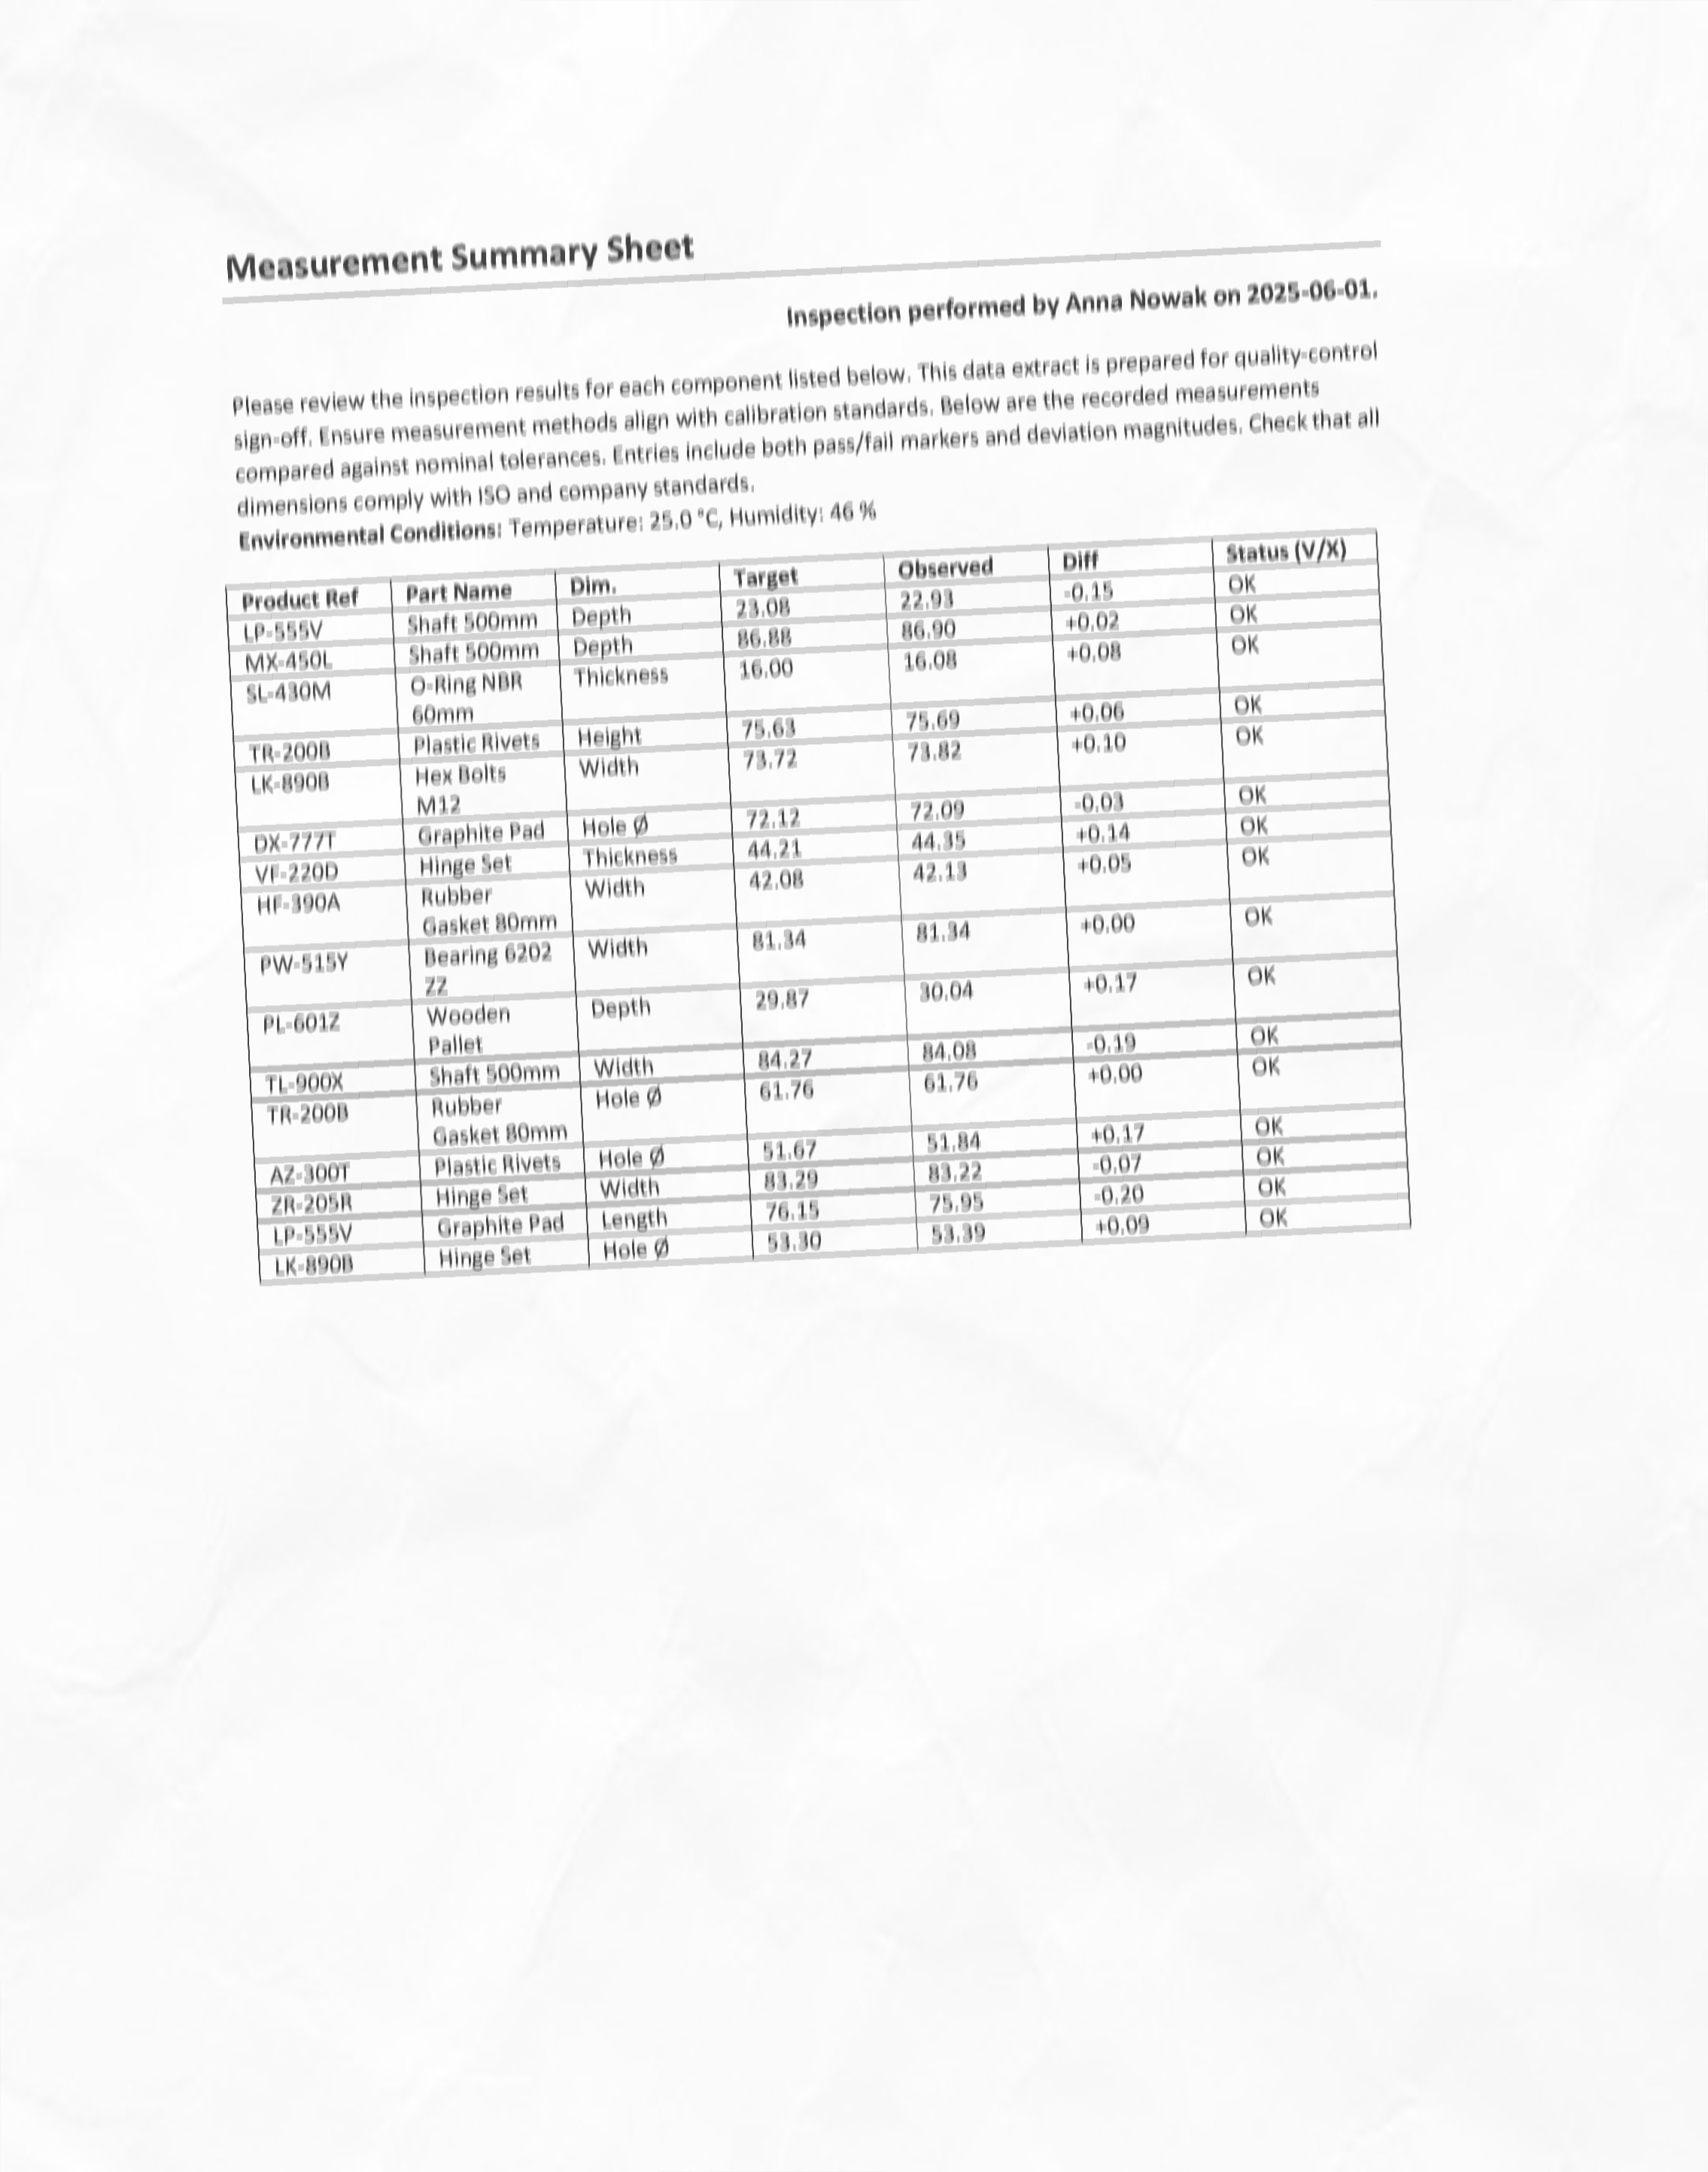 Measurement Summary Sheet
Inspection performed by Anna Nowak on 2025-06-01.
Please review the inspection results for each component listed below. This data extract is prepared for quality-control
sign-off. Ensure measurement methods align with calibration standards. Below are the recorded measurements
compared against nominal tolerances. Entries include both pass/fail markers and deviation magnitudes. Check that all
dimensions comply with ISO and company standards.
Environmental Conditions: Temperature: 25.0 °C, Humidity: 46 %
Product Ref Part Name Dim. Target Observed Diff Status (V/X)
LP-555V Shaft 500mm Depth 23.08 22.93 -0.15 OK
MX-450L Shaft 500mm Depth 86.88 86.90 +0.02 OK
SL-430M O-Ring NBR Thickness 16.00 16.08 +0.08 OK
60mm
TR-200B Plastic Rivets Height 75.63 75.69 +0.06 OK
LK-890B Hex Bolts Width 73.72 73.82 +0.10 OK
M12
DX-777T Graphite Pad Hole Ø 72.12 72.09 -0.03 OK
VF-220D Hinge Set Thickness 44.21 44.35 +0.14 OK
HF-390A Rubber Width 42.08 42.13 +0.05 OK
Gasket 80mm
PW-515Y Bearing 6202 Width 81.34 81.34 +0.00 OK
ZZ
PL-601Z Wooden Depth 29.87 30.04 +0.17 OK
Pallet
TL-900X Shaft 500mm Width 84.27 84.08 -0.19 OK
TR-200B Rubber Hole Ø 61.76 61.76 +0.00 OK
Gasket 80mm
AZ-300T Plastic Rivets Hole Ø 51.67 51.84 +0.17 OK
ZR-205R Hinge Set Width 83.29 83.22 -0.07 OK
LP-555V Graphite Pad Length 76.15 75.95 -0.20 OK
LK-890B Hinge Set Hole Ø 53.30 53.39 +0.09 OK